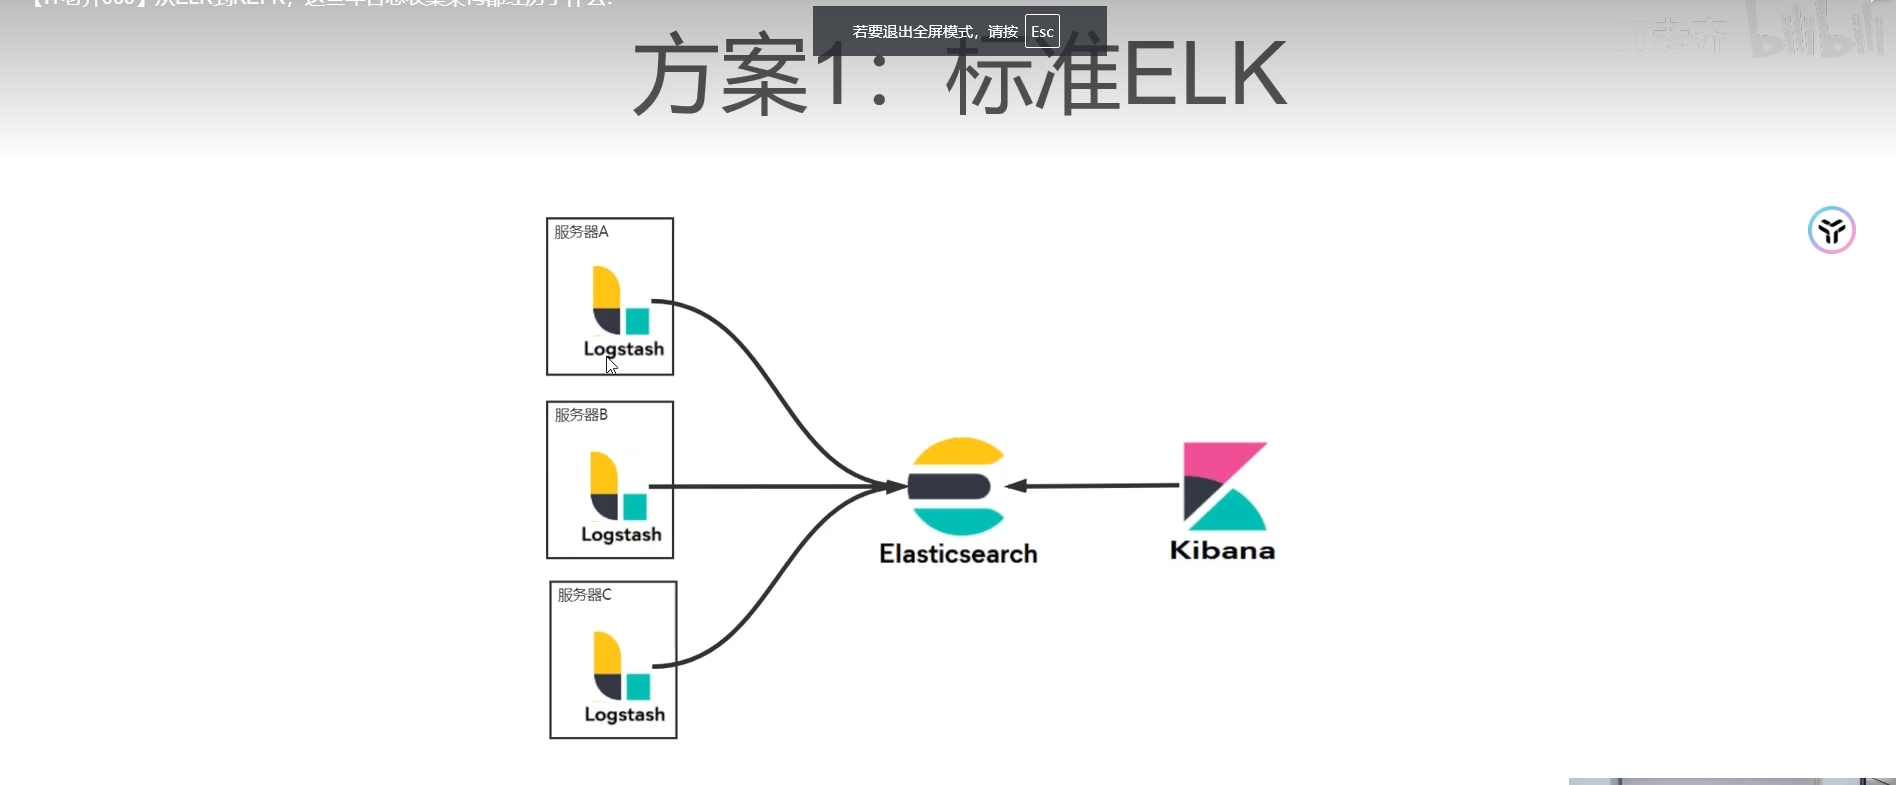 若要退出全屏模式，请按 Esc
IT老齐
bilibili
方案1：标准ELK
服务器A
Logstash
服务器B
Logstash
服务器C
Logstash
Elasticsearch
Kibana